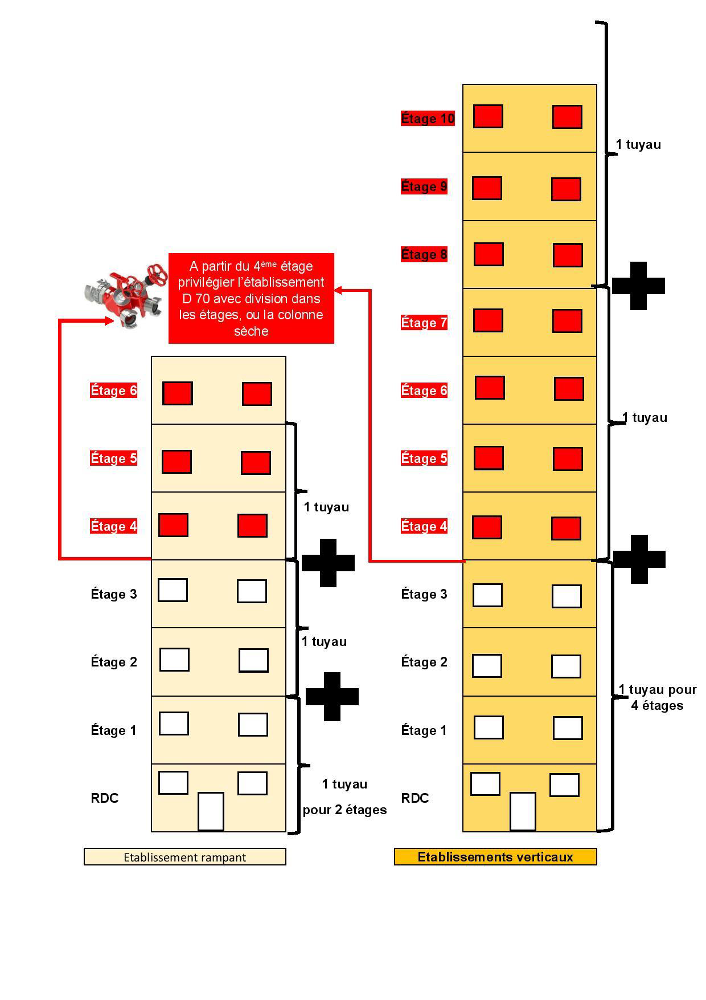 A partir du 4ème étage
privilégier l'établissement
D 70 avec division dans
les étages, ou la colonne
sèche
Étage 6
Étage 5
Étage 4
Étage 3
Étage 2
Étage 1
RDC
1 tuyau
1 tuyau
1 tuyau
pour 2 étages
Etablissement rampant
Étage 10
Étage 9
Étage 8
Étage 7
Étage 6
Étage 5
Étage 4
Étage 3
Étage 2
Étage 1
RDC
1 tuyau
1 tuyau
1 tuyau pour
4 étages
Etablissements verticaux